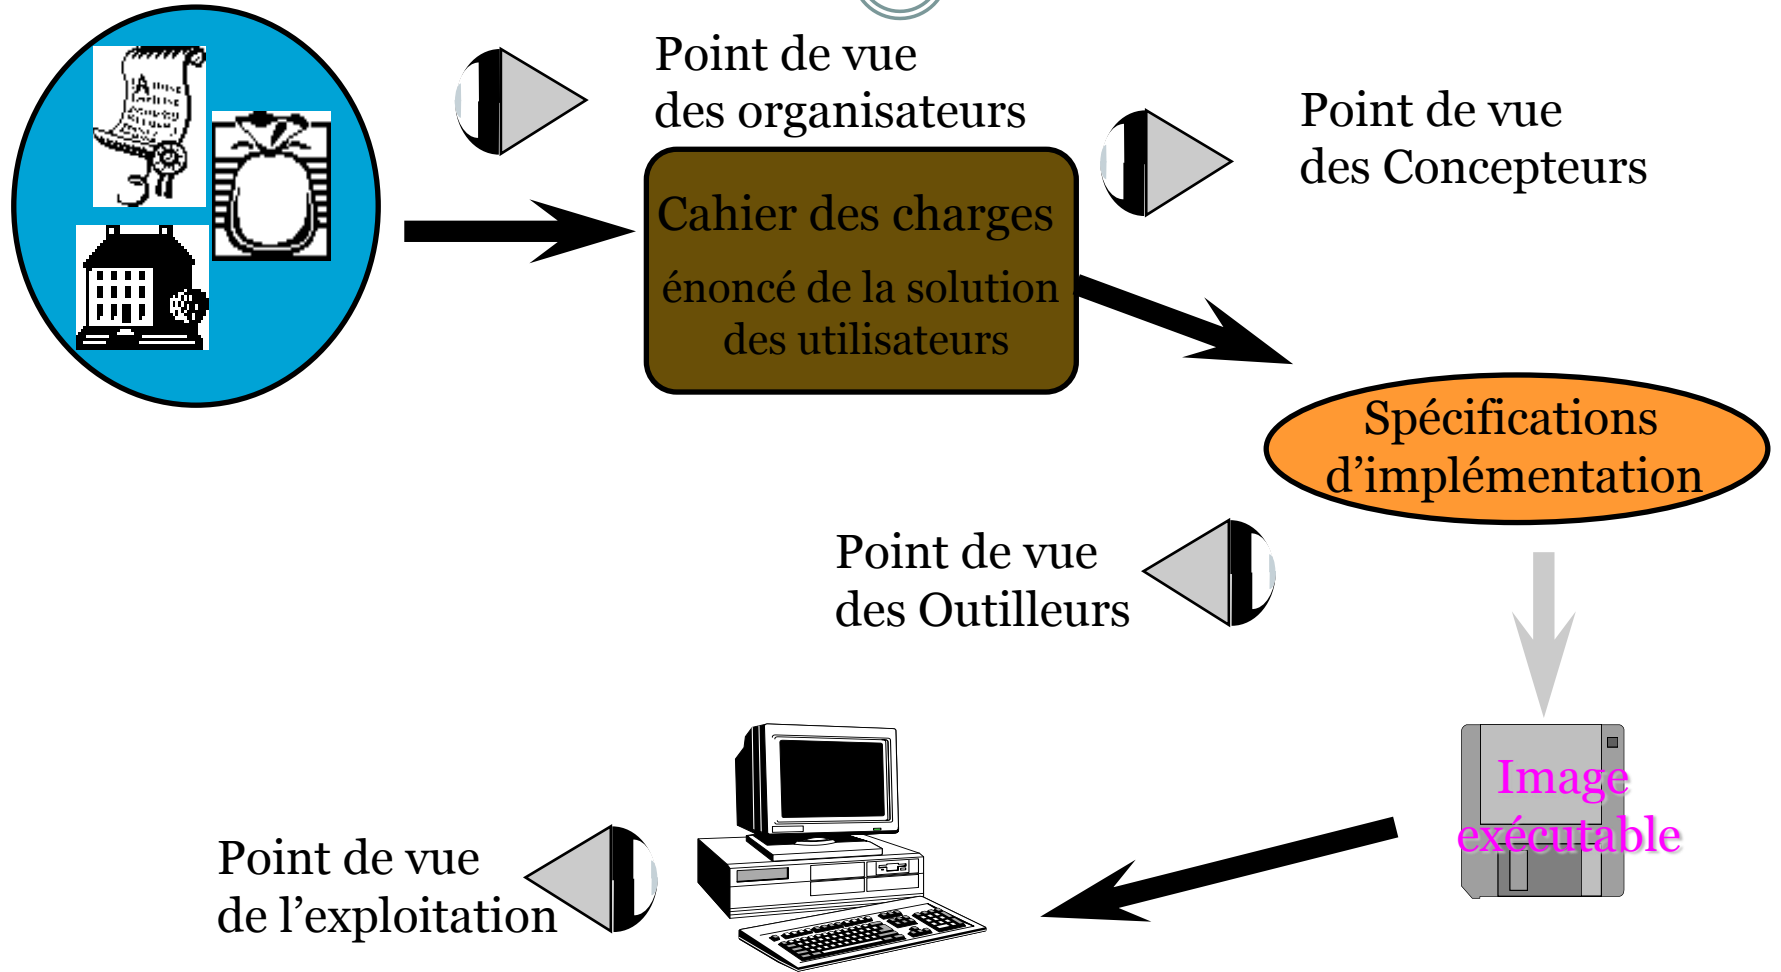 Point de vue
des organisateurs
Point de vue
des Concepteurs
Cahier des charges
énoncé de la solution
des utilisateurs
Spécifications
d’implémentation
Point de vue
des Outilleurs
Image
exécutable
Point de vue
de l’exploitation